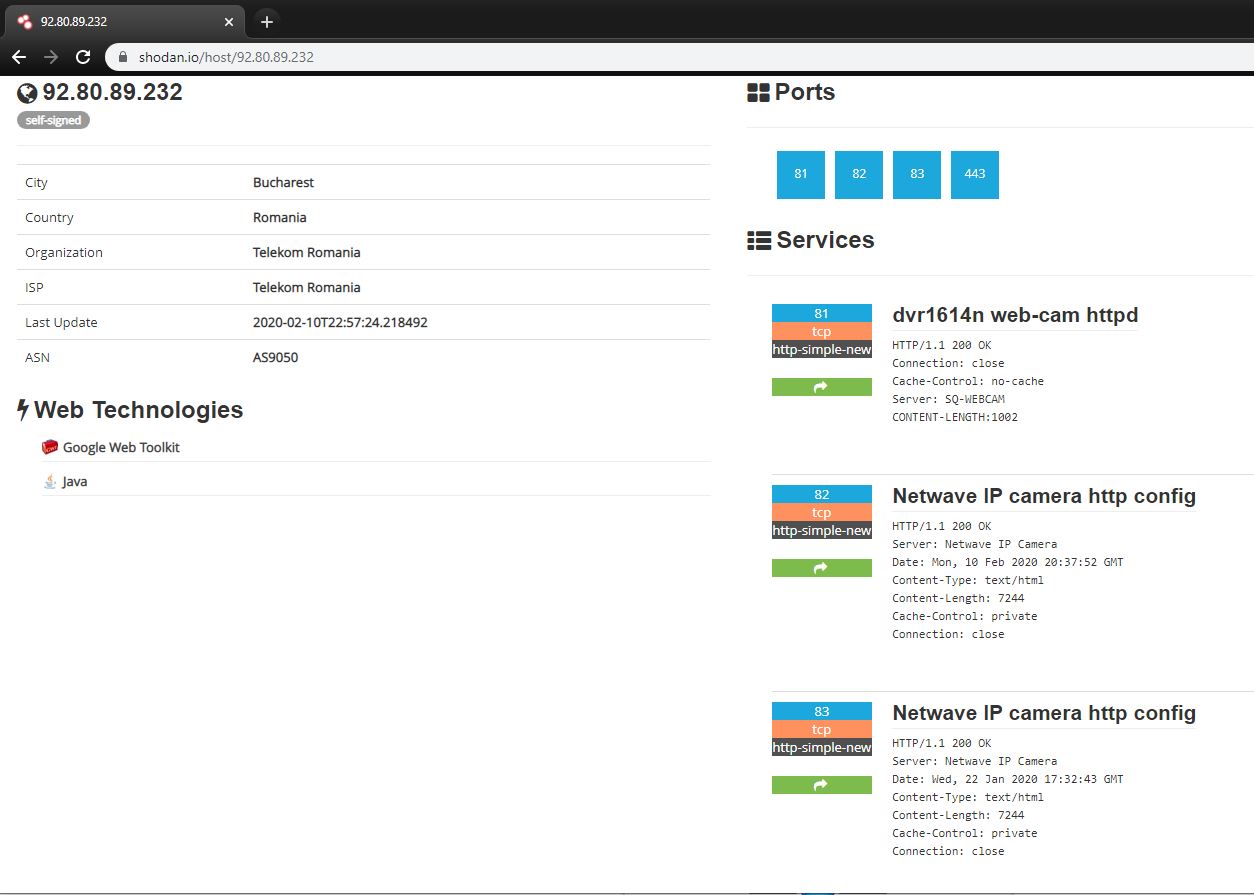 92.80.89.232
shodan.io/host/92.80.89.232
92.80.89.232
self-signed
City Bucharest
Country Romania
Organization Telekom Romania
ISP Telekom Romania
Last Update 2020-02-10T22:57:24.218492
ASN AS9050
Web Technologies
Google Web Toolkit
Java
Ports
81 82 83 443
Services
81
tcp
http-simple-new
dvr1614n web-cam httpd
HTTP/1.1 200 OK
Connection: close
Cache-Control: no-cache
Server: SQ-WEBCAM
CONTENT-LENGTH:1002
82
tcp
http-simple-new
Netwave IP camera http config
HTTP/1.1 200 OK
Server: Netwave IP Camera
Date: Mon, 10 Feb 2020 20:37:52 GMT
Content-Type: text/html
Content-Length: 7244
Cache-Control: private
Connection: close
83
tcp
http-simple-new
Netwave IP camera http config
HTTP/1.1 200 OK
Server: Netwave IP Camera
Date: Wed, 22 Jan 2020 17:32:43 GMT
Content-Type: text/html
Content-Length: 7244
Cache-Control: private
Connection: close